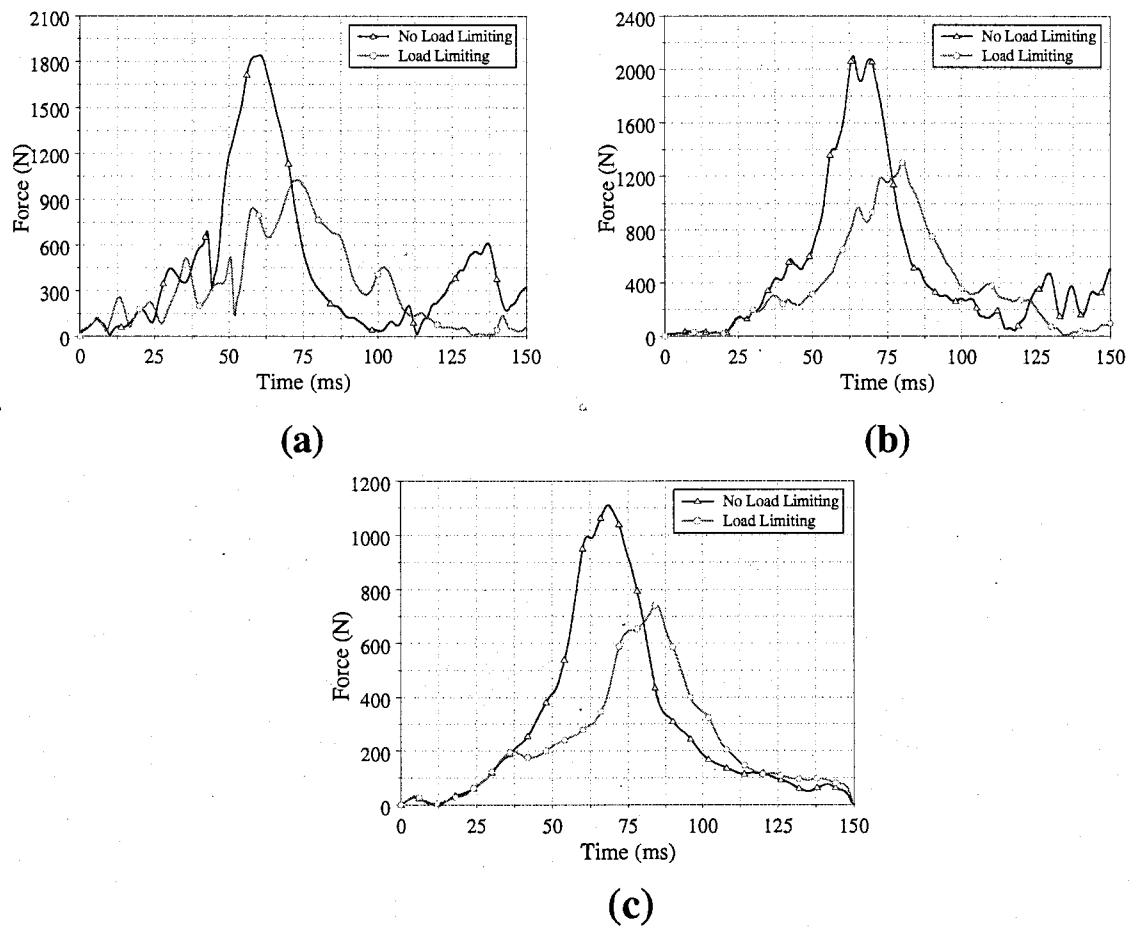 2100
1800
1500
1200
900
600
300
0
Force (N)
0 25 50 75 100 125 150
Time (ms)
No Load Limiting
Load Limiting
(a)
2400
2000
1600
1200
800
400
0
Force (N)
0 25 50 75 100 125 150
Time (ms)
No Load Limiting
Load Limiting
(b)
1200
1000
800
600
400
200
0
Force (N)
0 25 50 75 100 125 150
Time (ms)
No Load Limiting
Load Limiting
(c)